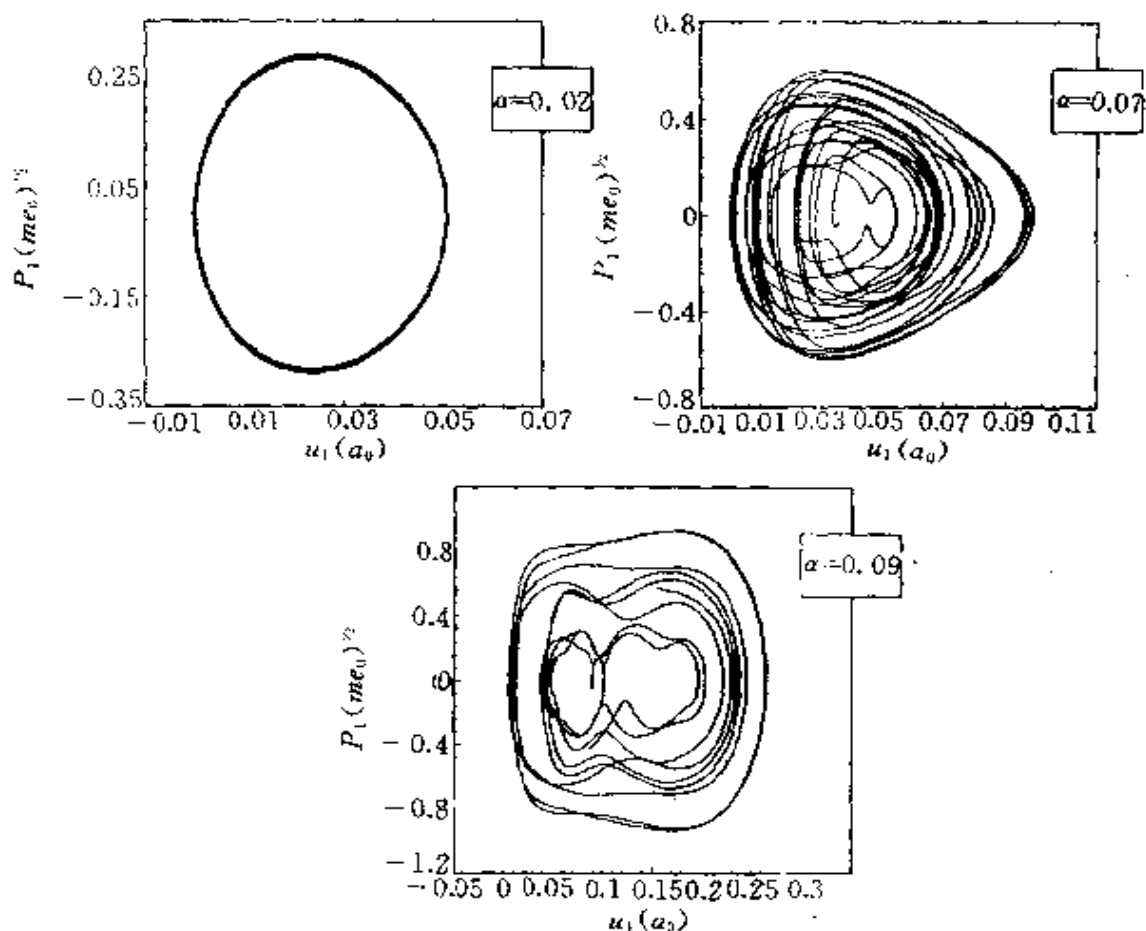 0.25
0.05
−0.15
−0.35
−0.01 0.01 0.03 0.05 0.07
P₁(me₀)^½
u₁(a₀)
α=0.02
0.8
0.4
0
−0.4
−0.8
−0.01 0.01 0.03 0.05 0.07 0.09 0.11
P₁(me₀)^½
u₁(a₀)
α=0.07
0.8
0.4
0
−0.4
−0.8
−1.2
−0.05 0 0.05 0.1 0.15 0.2 0.25 0.3
P₁(me₀)^½
u₁(a₀)
α=0.09